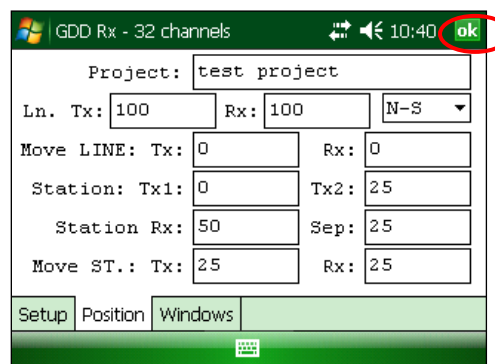 GDD Rx - 32 channels 10:40 ok
Project: test project
Ln. Tx: 100 Rx: 100 N-S
Move LINE: Tx: 0 Rx: 0
Station: Tx1: 0 Tx2: 25
Station Rx: 50 Sep: 25
Move ST.: Tx: 25 Rx: 25
Setup Position Windows